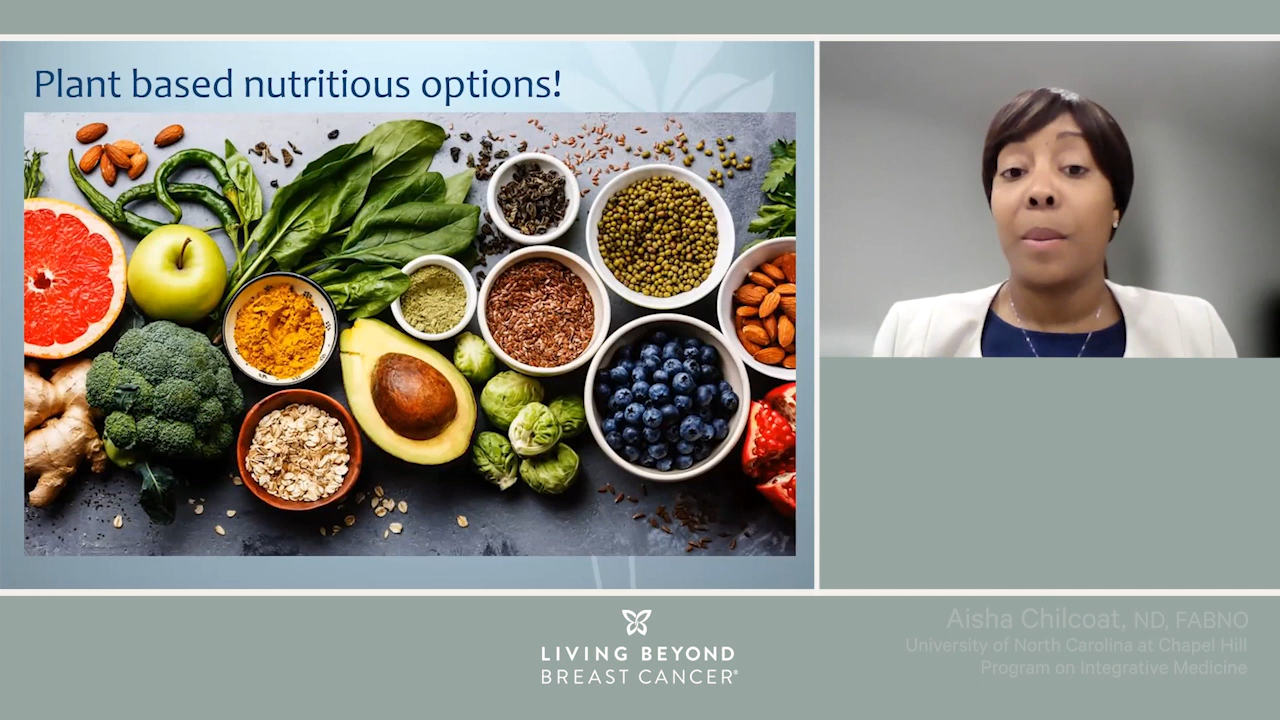 Plant based nutritious options!
Aisha Chilcoat, ND, FABNO
University of North Carolina at Chapel Hill
Program on Integrative Medicine
LIVING BEYOND
BREAST CANCER®